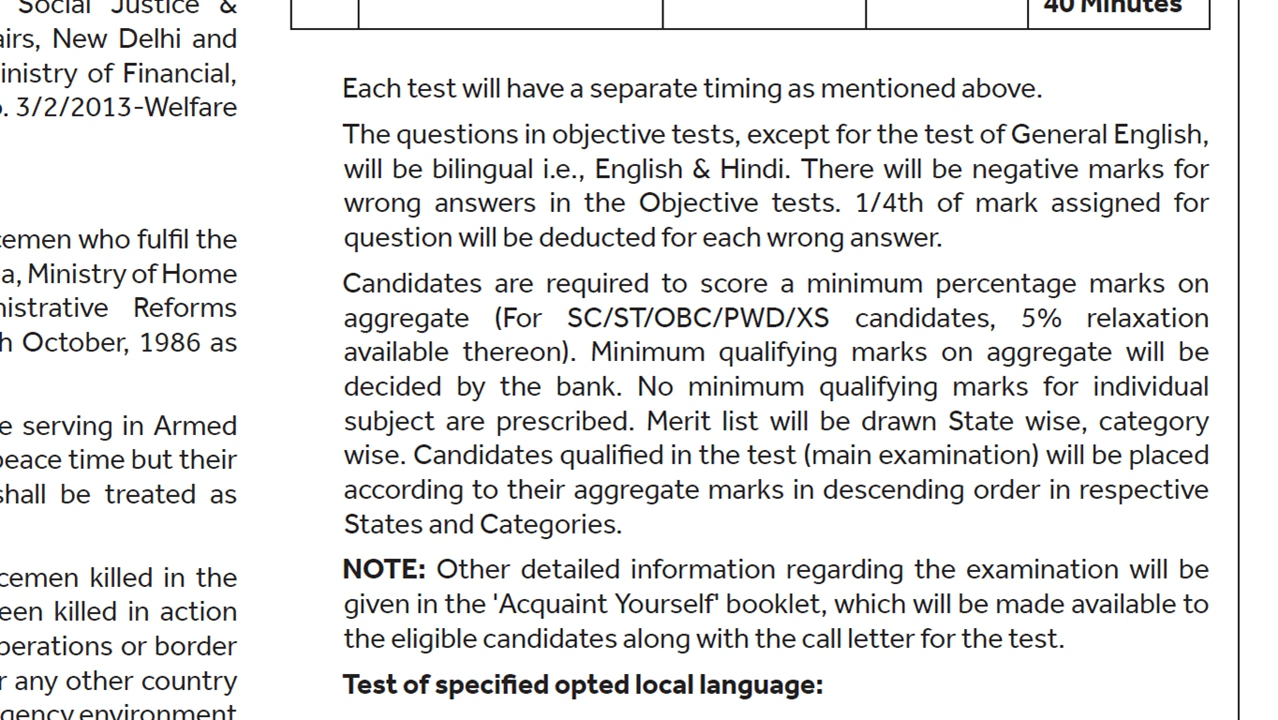 Social Justice &
New Delhi and
of Financial,
3/2/2013-Welfare
who fulfil the
Ministry of Home
Reforms
October, 1986 as
serving in Armed
peace time but their
shall be treated as
killed in the
killed in action
or border
any other country
environment
40 Minutes
Each test will have a separate timing as mentioned above.
The questions in objective tests, except for the test of General English,
will be bilingual i.e., English & Hindi. There will be negative marks for
wrong answers in the Objective tests. 1/4th of mark assigned for
question will be deducted for each wrong answer.
Candidates are required to score a minimum percentage marks on
aggregate (For SC/ST/OBC/PWD/XS candidates, 5% relaxation
available thereon). Minimum qualifying marks on aggregate will be
decided by the bank. No minimum qualifying marks for individual
subject are prescribed. Merit list will be drawn State wise, category
wise. Candidates qualified in the test (main examination) will be placed
according to their aggregate marks in descending order in respective
States and Categories.
NOTE: Other detailed information regarding the examination will be
given in the 'Acquaint Yourself' booklet, which will be made available to
the eligible candidates along with the call letter for the test.
Test of specified opted local language: